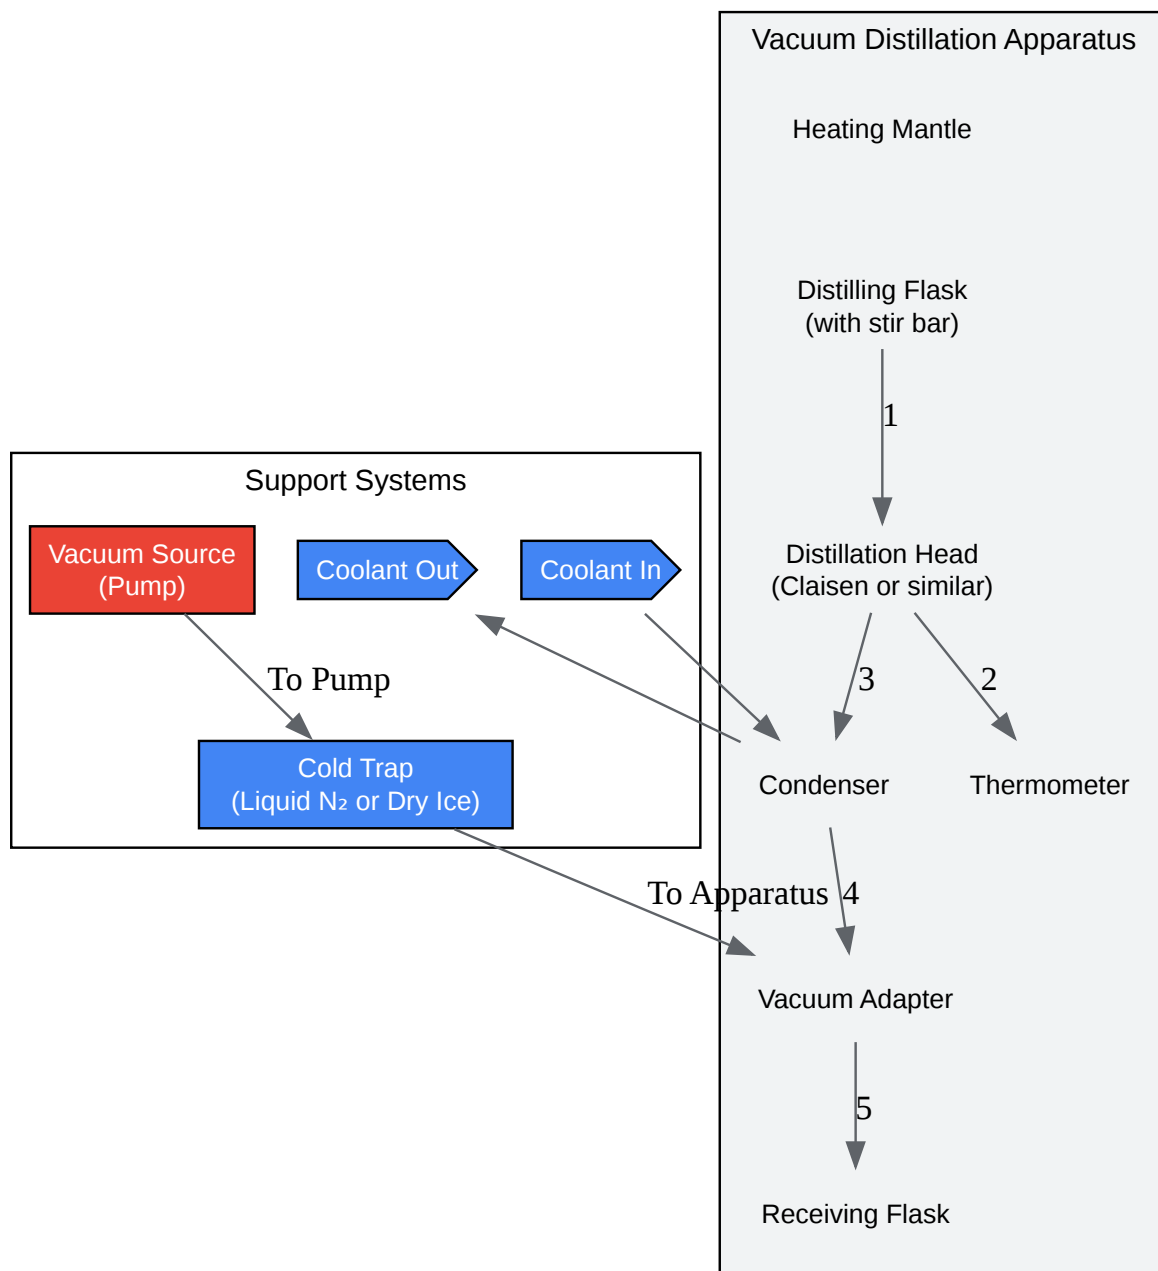 Vacuum Distillation Apparatus
Heating Mantle
Distilling Flask
(with stir bar)
1
Support Systems
Vacuum Source
(Pump)
Coolant Out
Coolant In
Distillation Head
(Claisen or similar)
To Pump
3
2
Cold Trap
(Liquid N₂ or Dry Ice)
Condenser
Thermometer
To Apparatus
4
Vacuum Adapter
5
Receiving Flask